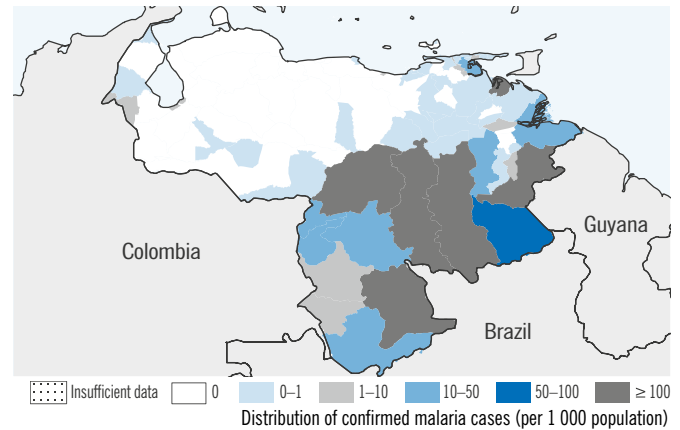 Colombia
Guyana
Brazil
Insufficient data 0 0–1 1–10 10–50 50–100 ≥ 100
Distribution of confirmed malaria cases (per 1 000 population)